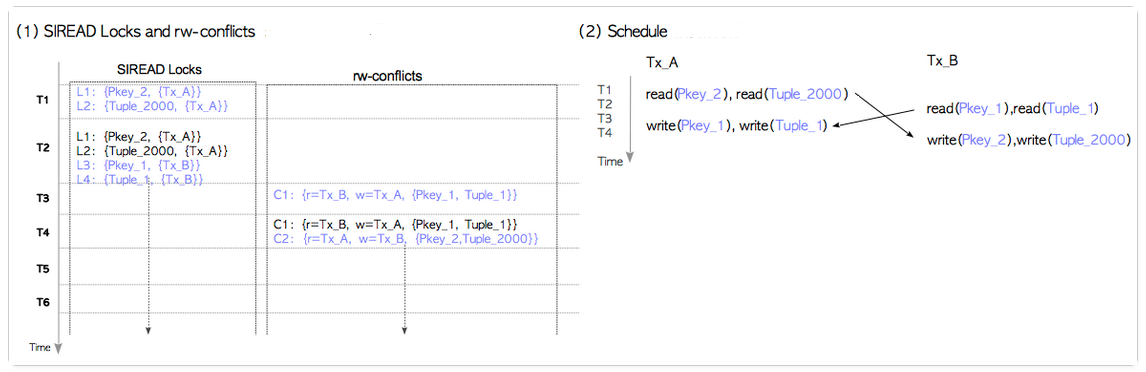 (1) SIREAD Locks and rw-conflicts
SIREAD Locks
rw-conflicts
T1
L1: {Pkey_2, {Tx_A}}
L2: {Tuple_2000, {Tx_A}}
T2
L1: {Pkey_2, {Tx_A}}
L2: {Tuple_2000, {Tx_A}}
L3: {Pkey_1, {Tx_B}}
L4: {Tuple_1, {Tx_B}}
T3
C1: {r=Tx_B, w=Tx_A, {Pkey_1, Tuple_1}}
T4
C1: {r=Tx_B, w=Tx_A, {Pkey_1, Tuple_1}}
C2: {r=Tx_A, w=Tx_B, {Pkey_2,Tuple_2000}}
T5
T6
Time
(2) Schedule
Tx_A
Tx_B
T1
T2
T3
T4
Time
read(Pkey_2), read(Tuple_2000)
read(Pkey_1),read(Tuple_1)
write(Pkey_1), write(Tuple_1)
write(Pkey_2),write(Tuple_2000)